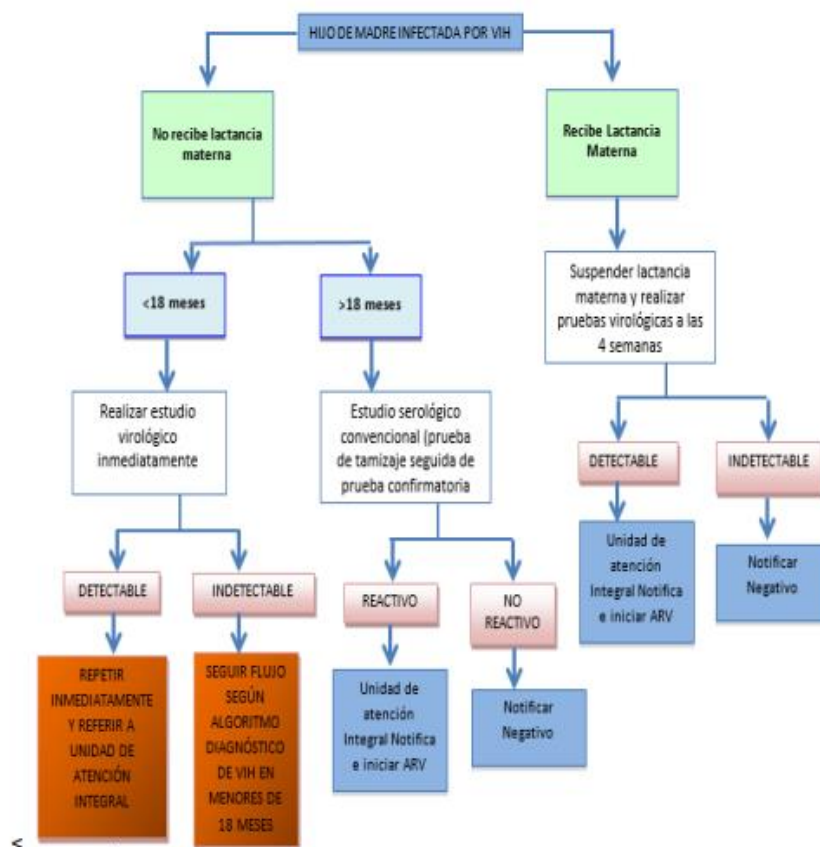 HIJO DE MADRE INFECTADA POR VIH
No recibe lactancia
materna
Recibe Lactancia
Materna
<18 meses
>18 meses
Suspender lactancia
materna y realizar
pruebas virológicas a las
4 semanas
Realizar estudio
virológico
inmediatamente
Estudio serológico
convencional (prueba
de tamizaje seguida de
prueba confirmatoria
DETECTABLE
INDETECTABLE
Unidad de
atención
Integral Notifica
e iniciar ARV
Notificar
Negativo
DETECTABLE
INDETECTABLE
REACTIVO
NO
REACTIVO
REPETIR
INMEDIATAMENTE
Y REFERIR A
UNIDAD DE
ATENCIÓN
INTEGRAL
SEGUIR FLUJO
SEGÚN
ALGORITMO
DIAGNÓSTICO
DE VIH EN
MENORES DE
18 MESES
Unidad de
atención
Integral Notifica
e iniciar ARV
Notificar
Negativo
<